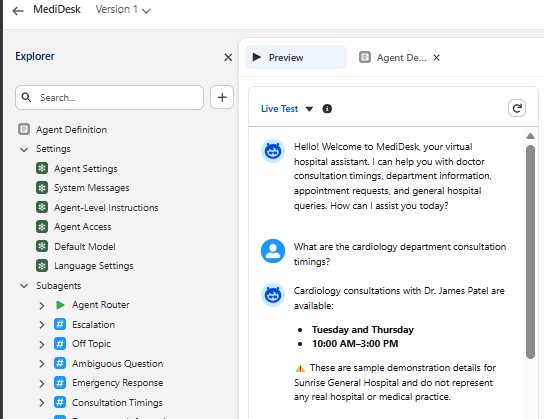 MediDesk Version 1
Explorer
Search...
Agent Definition
Settings
Agent Settings
System Messages
Agent-Level Instructions
Agent Access
Default Model
Language Settings
Subagents
Agent Router
Escalation
Off Topic
Ambiguous Question
Emergency Response
Consultation Timings
Preview
Agent De...
Live Test
Hello! Welcome to MediDesk, your virtual
hospital assistant. I can help you with doctor
consultation timings, department information,
appointment requests, and general hospital
queries. How can I assist you today?
What are the cardiology department consultation
timings?
Cardiology consultations with Dr. James Patel are
available:
• Tuesday and Thursday
• 10:00 AM–3:00 PM
⚠️ These are sample demonstration details for
Sunrise General Hospital and do not represent
any real hospital or medical practice.